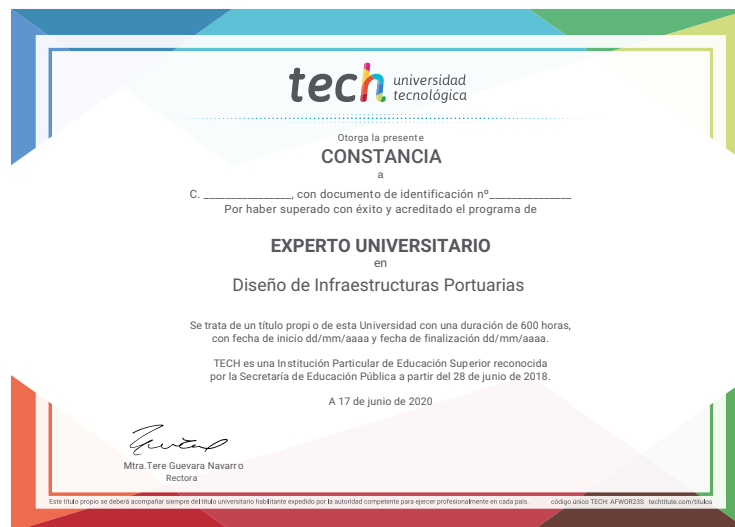 tech universidad
tecnológica
Otorga la presente
CONSTANCIA
a
C. ________________, con documento de identificación nº_______________
Por haber superado con éxito y acreditado el programa de
EXPERTO UNIVERSITARIO
en
Diseño de Infraestructuras Portuarias
Se trata de un título propi o de esta Universidad con una duración de 600 horas,
con fecha de inicio dd/mm/aaaa y fecha de finalización dd/mm/aaaa.
TECH es una Institución Particular de Educación Superior reconocida
por la Secretaría de Educación Pública a partir del 28 de junio de 2018.
A 17 de junio de 2020
Mtra.Tere Guevara Navarro
Rectora
Este título propio se deberá acompañar siempre del título universitario habilitante expedido por la autoridad competente para ejercer profesionalmente en cada país. código único TECH: AFWOR23S techtitute.com/titulos